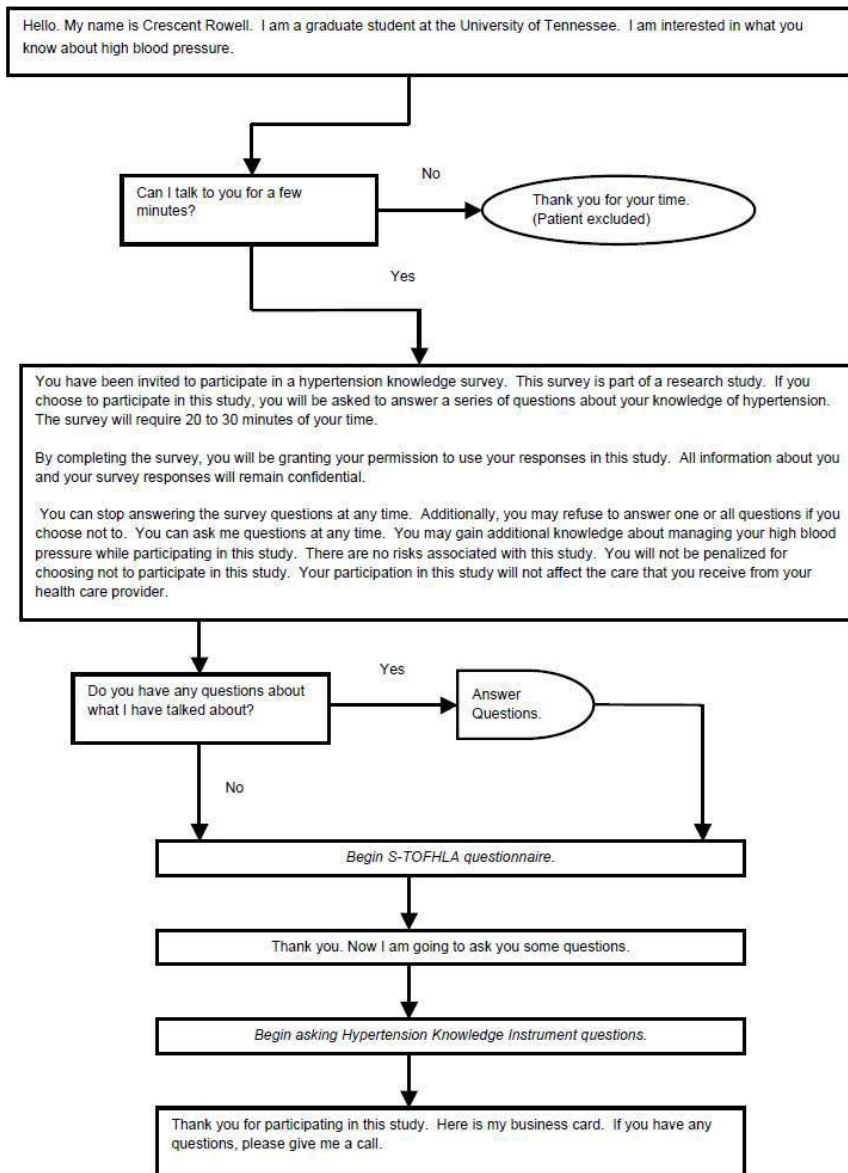 Hello. My name is Crescent Rowell.  I am a graduate student at the University of Tennessee.  I am interested in what you
know about high blood pressure.
Can I talk to you for a few
minutes?
No
Thank you for your time.
(Patient excluded)
Yes
You have been invited to participate in a hypertension knowledge survey.  This survey is part of a research study.  If you
choose to participate in this study, you will be asked to answer a series of questions about your knowledge of hypertension.
The survey will require 20 to 30 minutes of your time.
By completing the survey, you will be granting your permission to use your responses in this study.  All information about you
and your survey responses will remain confidential.
You can stop answering the survey questions at any time.  Additionally, you may refuse to answer one or all questions if you
choose not to.  You can ask me questions at any time.  You may gain additional knowledge about managing your high blood
pressure while participating in this study.  There are no risks associated with this study.  You will not be penalized for
choosing not to participate in this study.  Your participation in this study will not affect the care that you receive from your
health care provider.
Do you have any questions about
what I have talked about?
Yes
Answer
Questions.
No
Begin S-TOFHLA questionnaire.
Thank you. Now I am going to ask you some questions.
Begin asking Hypertension Knowledge Instrument questions.
Thank you for participating in this study.  Here is my business card.  If you have any
questions, please give me a call.